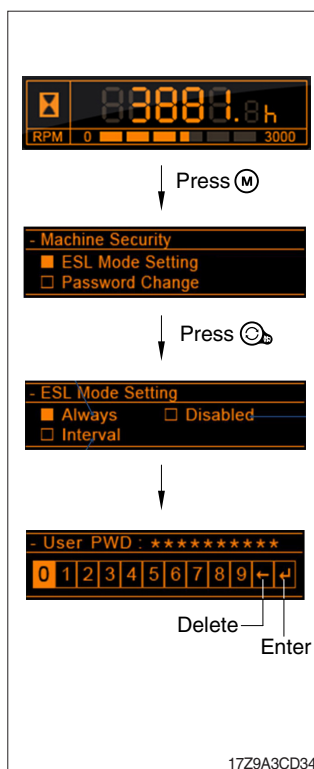 3881. h
RPM 0 3000
Press M
- Machine Security
■ ESL Mode Setting
□ Password Change
Press
- ESL Mode Setting
■ Always □ Disabled
□ Interval
- User PWD : **********
0 1 2 3 4 5 6 7 8 9 ← ↵
Delete
Enter
17Z9A3CD34